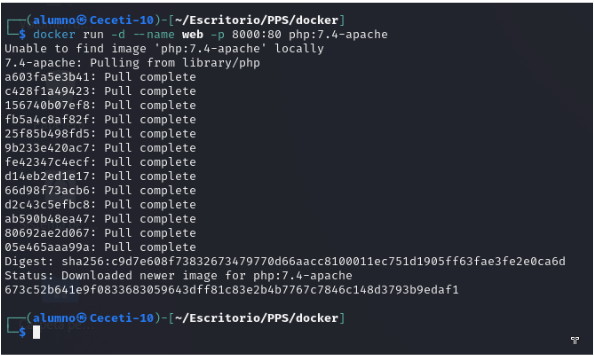 ┌──(alumno㉿Ceceti-10)-[~/Escritorio/PPS/docker]
└─$ docker run -d --name web -p 8000:80 php:7.4-apache
Unable to find image 'php:7.4-apache' locally
7.4-apache: Pulling from library/php
a603fa5e3b41: Pull complete
c428f1a49423: Pull complete
156740b07ef8: Pull complete
fb5a4c8af82f: Pull complete
25f85b498fd5: Pull complete
9b233e420ac7: Pull complete
fe42347c4ecf: Pull complete
d14eb2ed1e17: Pull complete
66d98f73acb6: Pull complete
d2c43c5efbc8: Pull complete
ab590b48ea47: Pull complete
80692ae2d067: Pull complete
05e465aaa99a: Pull complete
Digest: sha256:c9d7e608f73832673479770d66aacc8100011ec751d1905ff63fae3fe2e0ca6d
Status: Downloaded newer image for php:7.4-apache
673c52b641e9f0833683059643dff81c83e2b4b7767c7846c148d3793b9edaf1
┌──(alumno㉿Ceceti-10)-[~/Escritorio/PPS/docker]
└─$